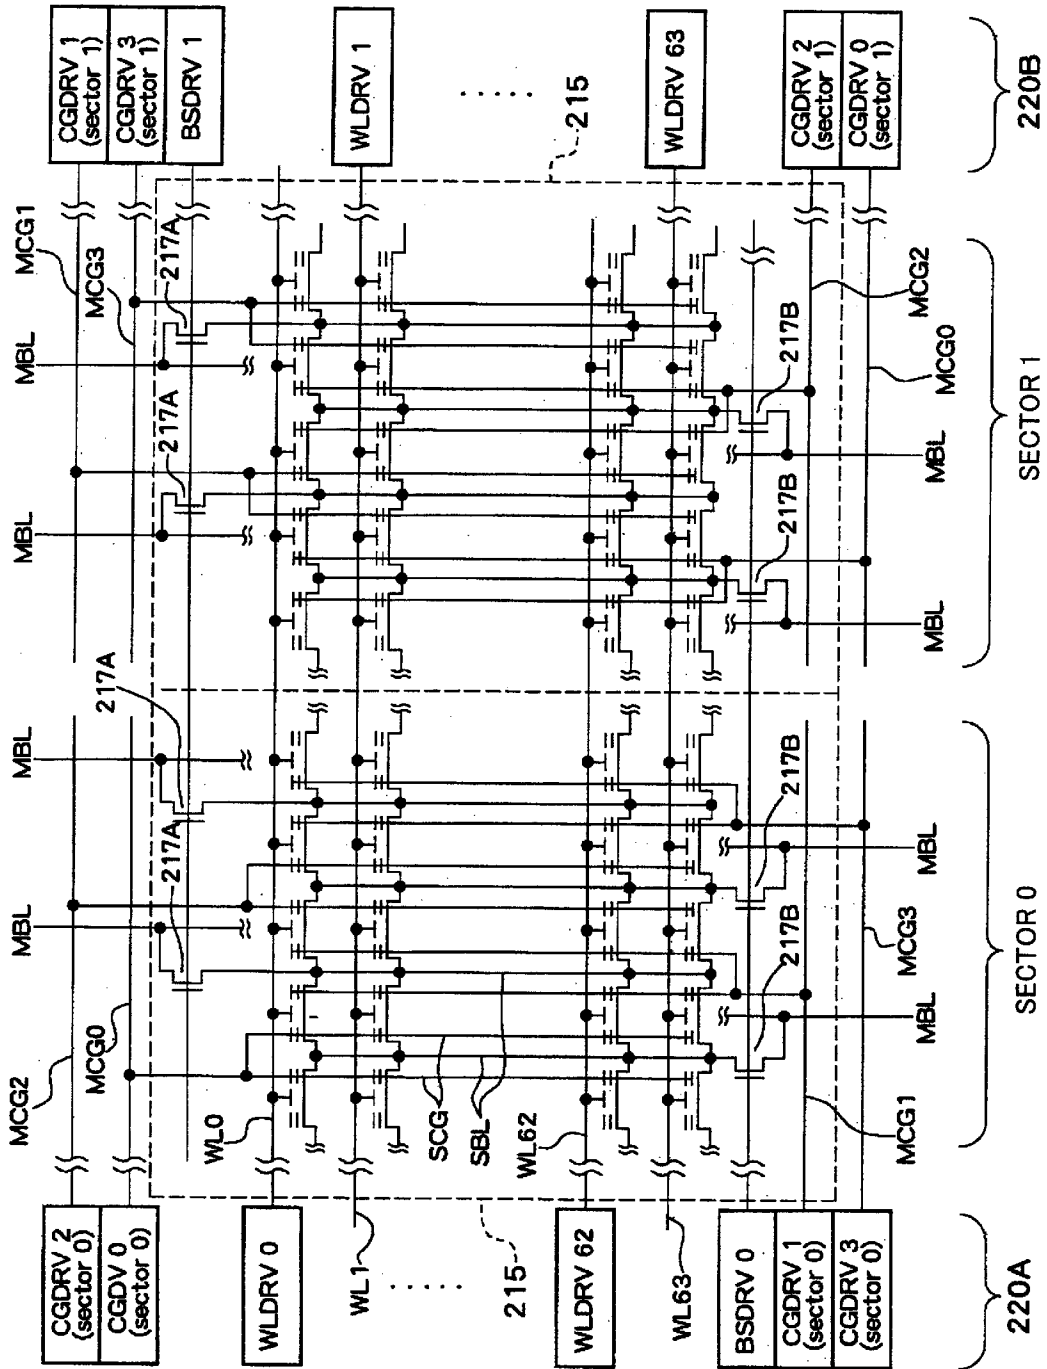 CGDRV 1
(sector 1)
CGDRV 3
(sector 1)
BSDRV 1
WLDRV 1
. . . . .
WLDRV 63
CGDRV 2
(sector 1)
CGDRV 0
(sector 1)
220B
215
MCG1
MCG3
217A
MBL
217A
MBL
MCG2
217B
MCG0
MBL
217B
MBL
SECTOR 1
217A
MBL
217A
MBL
217B
MBL
MCG3
217B
MBL
MCG1
SECTOR 0
MCG2
MCG0
WL0
SCG
SBL
WL62
CGDRV 2
(sector 0)
CGDV 0
(sector 0)
WLDRV 0
WL1
. . . . .
215
WLDRV 62
WL63
BSDRV 0
CGDRV 1
(sector 0)
CGDRV 3
(sector 0)
220A